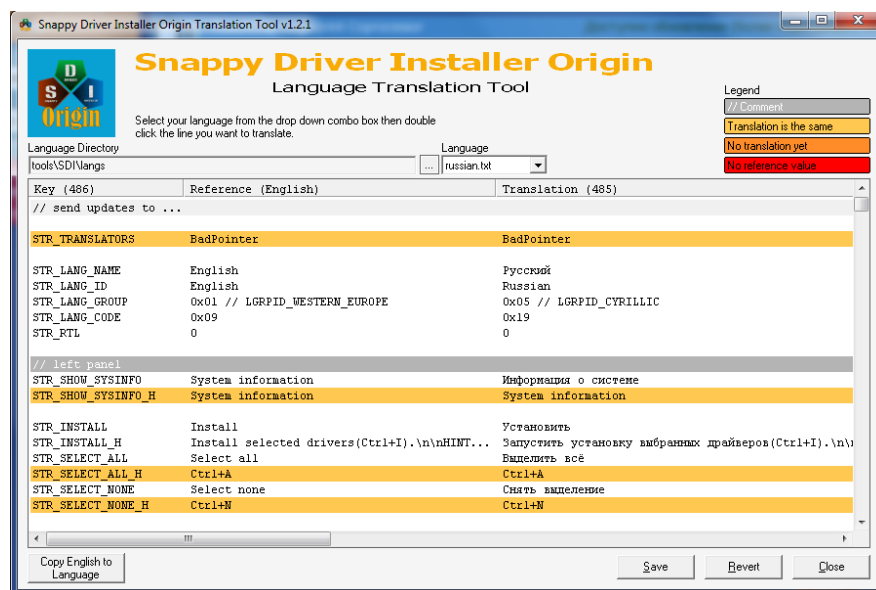 Snappy Driver Installer Origin Translation Tool v1.2.1
D
S I
Origin
Snappy Driver Installer Origin
Language Translation Tool
Select your language from the drop down combo box then double
click the line you want to translate.
Legend
// Comment
Translation is the same
No translation yet
No reference value
Language Directory
Language
tools\SDI\langs
...
russian.txt
Key (486) Reference (English) Translation (485)
// send updates to ...
STR_TRANSLATORS BadPointer BadPointer
STR_LANG_NAME English Русский
STR_LANG_ID English Russian
STR_LANG_GROUP 0x01 // LGRPID_WESTERN_EUROPE 0x05 // LGRPID_CYRILLIC
STR_LANG_CODE 0x09 0x19
STR_RTL 0 0
// left panel
STR_SHOW_SYSINFO System information Информация о системе
STR_SHOW_SYSINFO_H System information System information
STR_INSTALL Install Установить
STR_INSTALL_H Install selected drivers(Ctrl+I).\n\nHINT... Запустить установку выбранных драйверов(Ctrl+I).\n\
STR_SELECT_ALL Select all Выделить всё
STR_SELECT_ALL_H Ctrl+A Ctrl+A
STR_SELECT_NONE Select none Снять выделение
STR_SELECT_NONE_H Ctrl+N Ctrl+N
Copy English to
Language
Save Revert Close